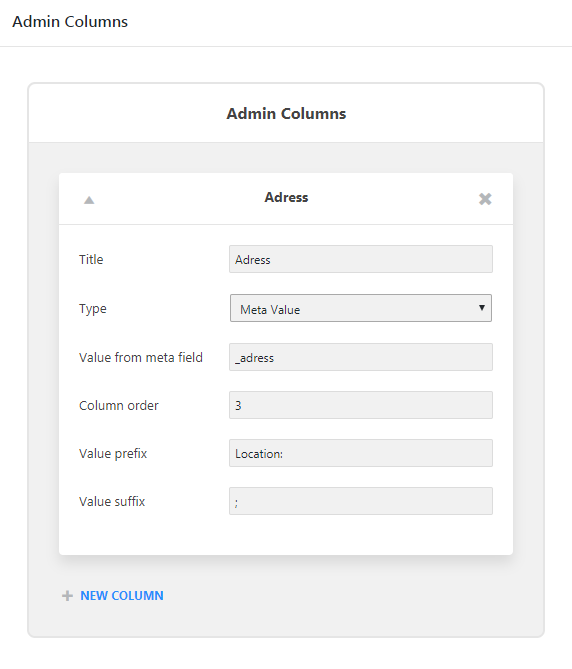 Admin Columns
Admin Columns
Adress
Title Adress
Type Meta Value
Value from meta field _adress
Column order 3
Value prefix Location:
Value suffix ;
NEW COLUMN